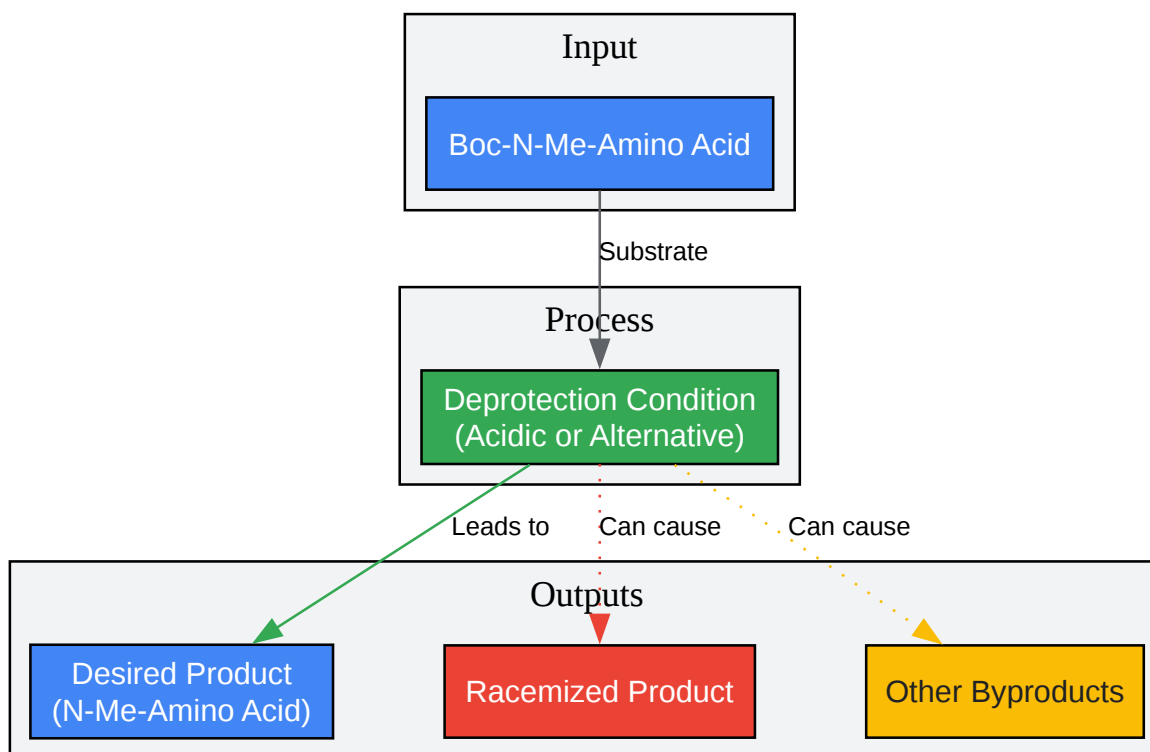 Input
Boc-N-Me-Amino Acid
Substrate
Process
Deprotection Condition
(Acidic or Alternative)
Leads to
Can cause
Can cause
Outputs
Desired Product
(N-Me-Amino Acid)
Racemized Product
Other Byproducts